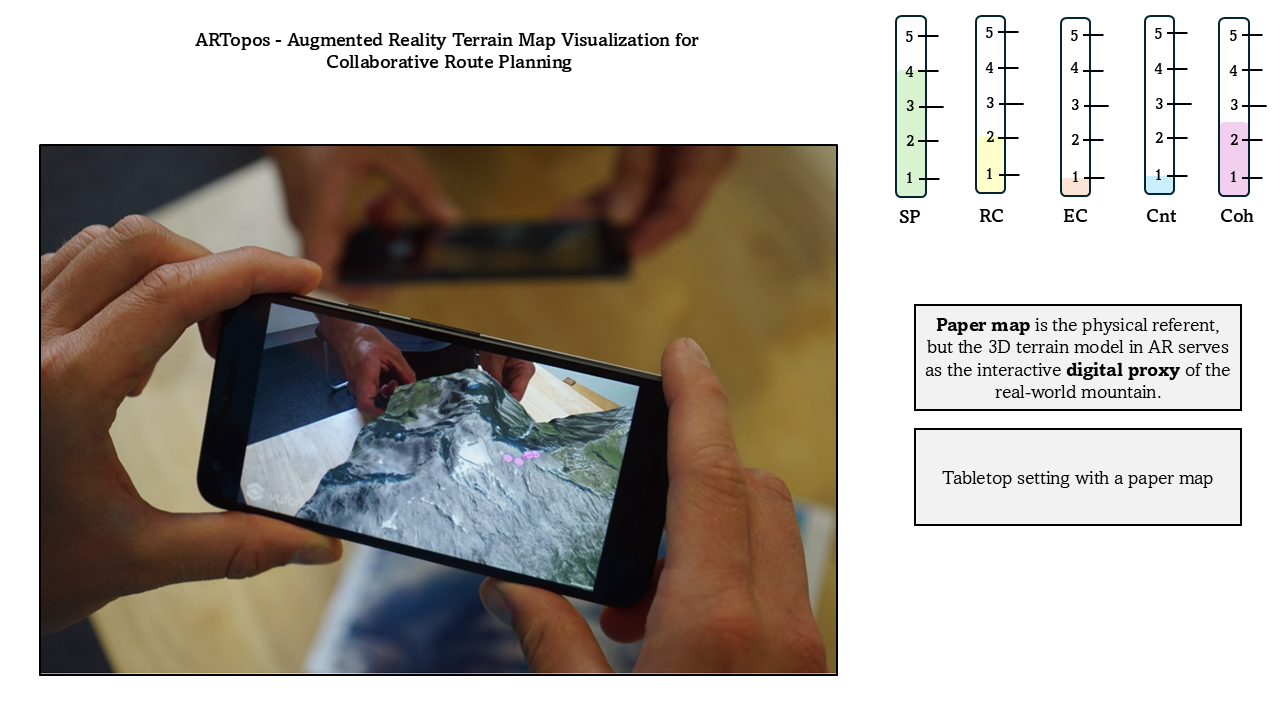 ARTopos - Augmented Reality Terrain Map Visualization for
Collaborative Route Planning
5
4
3
2
1
SP
5
4
3
2
1
RC
5
4
3
2
1
EC
5
4
3
2
1
Cnt
5
4
3
2
1
Coh
Paper map is the physical referent,
but the 3D terrain model in AR serves
as the interactive digital proxy of the
real-world mountain.
Tabletop setting with a paper map